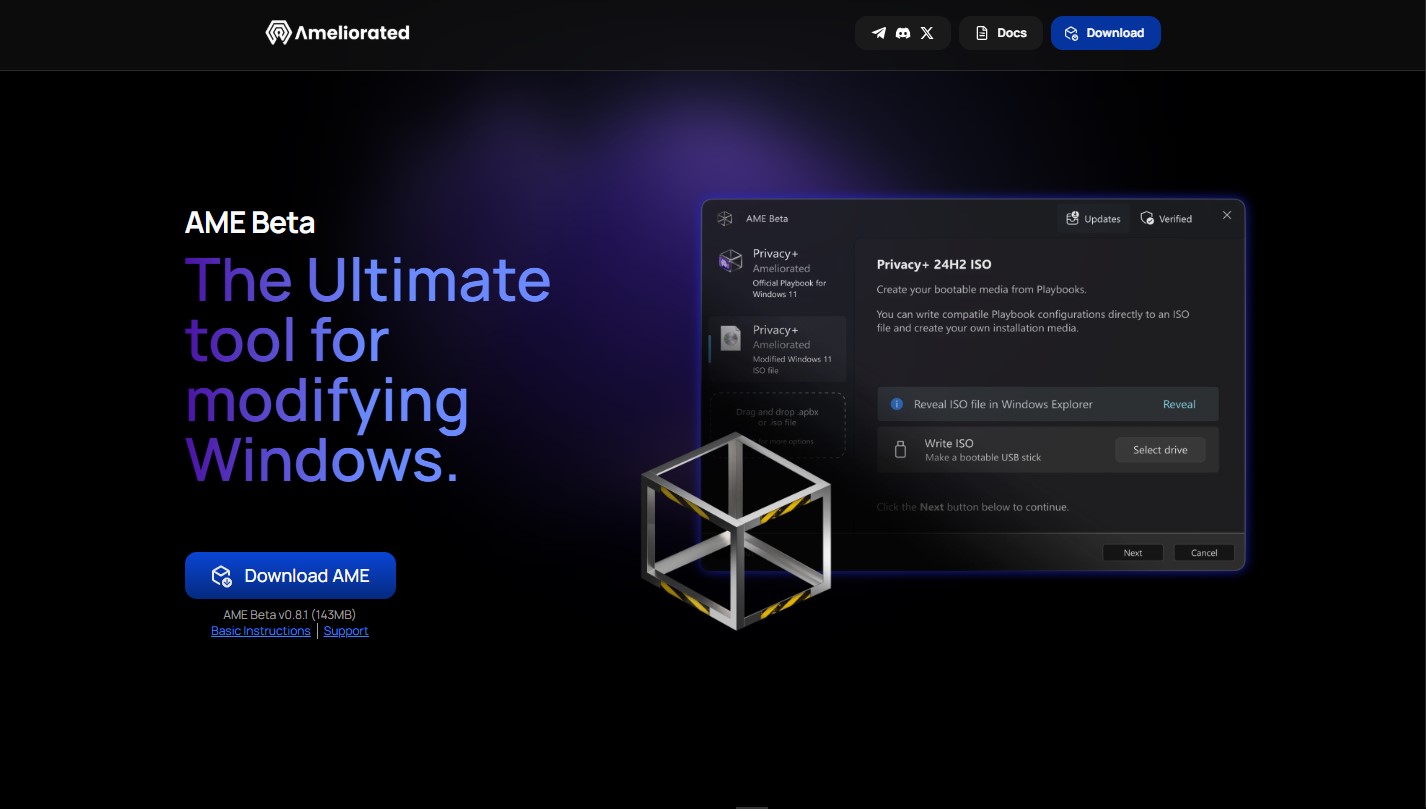 Ameliorated
Docs
Download
AME Beta
The Ultimate
tool for
modifying
Windows.
Download AME
AME Beta v0.8.1 (143MB)
Basic Instructions | Support
AME Beta
Updates
Verified
Privacy+
Ameliorated
Official Playbook for
Windows 11
Privacy+
Ameliorated
Modified Windows 11
ISO file
Drag and drop .apbx
or .iso file
for more options
Privacy+ 24H2 ISO
Create your bootable media from Playbooks.
You can write compatile Playbook configurations directly to an ISO
file and create your own installation media.
Reveal ISO file in Windows Explorer
Reveal
Write ISO
Make a bootable USB stick
Select drive
Click the Next button below to continue.
Next
Cancel